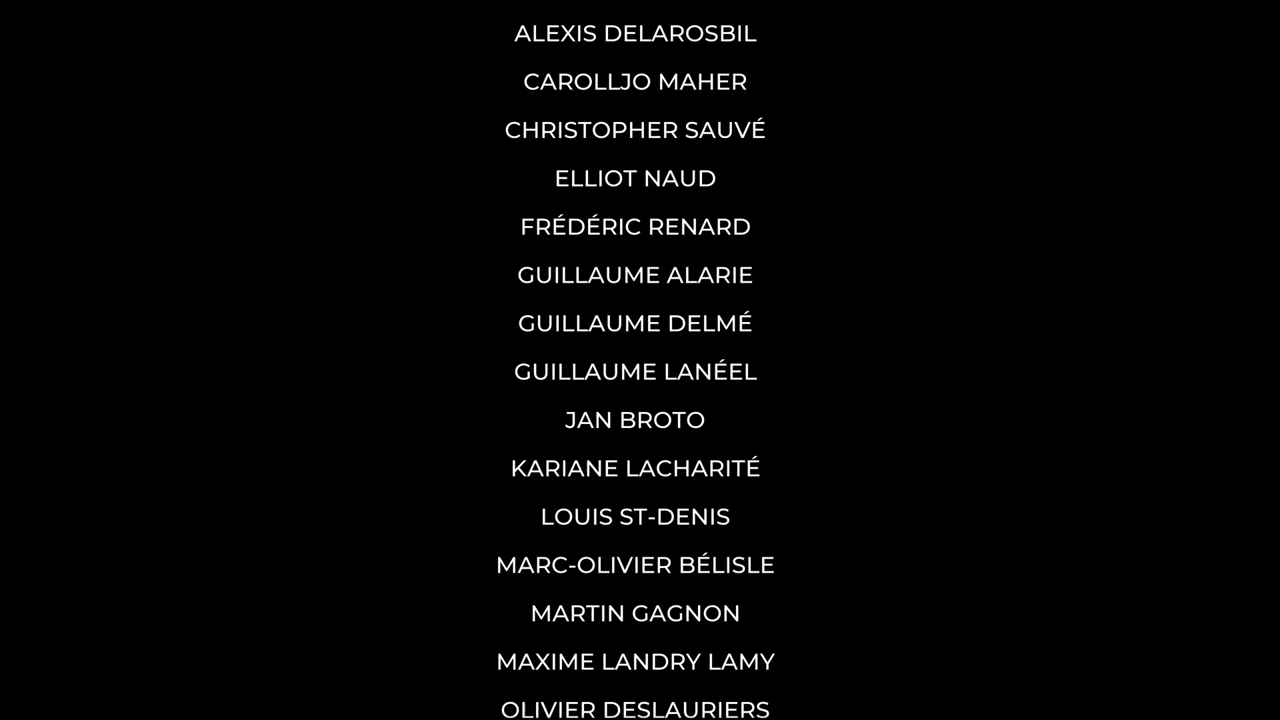 ALEXIS DELAROSBIL
CAROLLJO MAHER
CHRISTOPHER SAUVÉ
ELLIOT NAUD
FRÉDÉRIC RENARD
GUILLAUME ALARIE
GUILLAUME DELMÉ
GUILLAUME LANÉEL
JAN BROTO
KARIANE LACHARITÉ
LOUIS ST-DENIS
MARC-OLIVIER BÉLISLE
MARTIN GAGNON
MAXIME LANDRY LAMY
OLIVIER DESLAURIERS